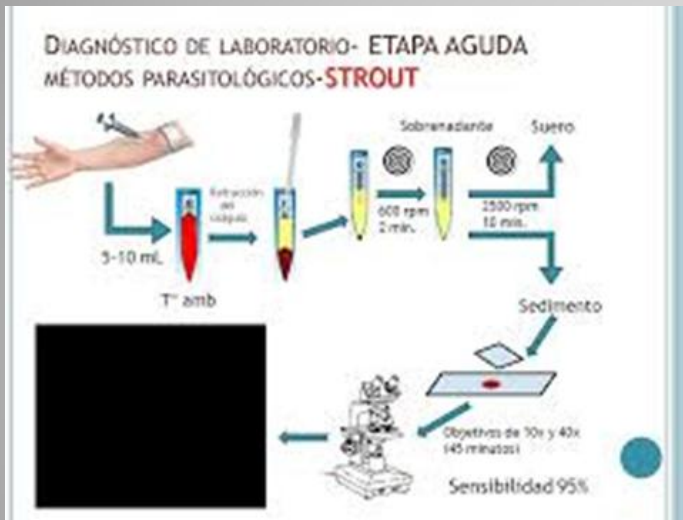 DIAGNÓSTICO DE LABORATORIO- ETAPA AGUDA
MÉTODOS PARASITOLÓGICOS-STROUT
Sobrenadante
Suero
Retracción
del
coágulo
600 rpm
2 min.
2500 rpm
10 min.
5-10 mL
T° amb
Sedimento
Objetivos de 10x y 40x
(45 minutos)
Sensibilidad 95%